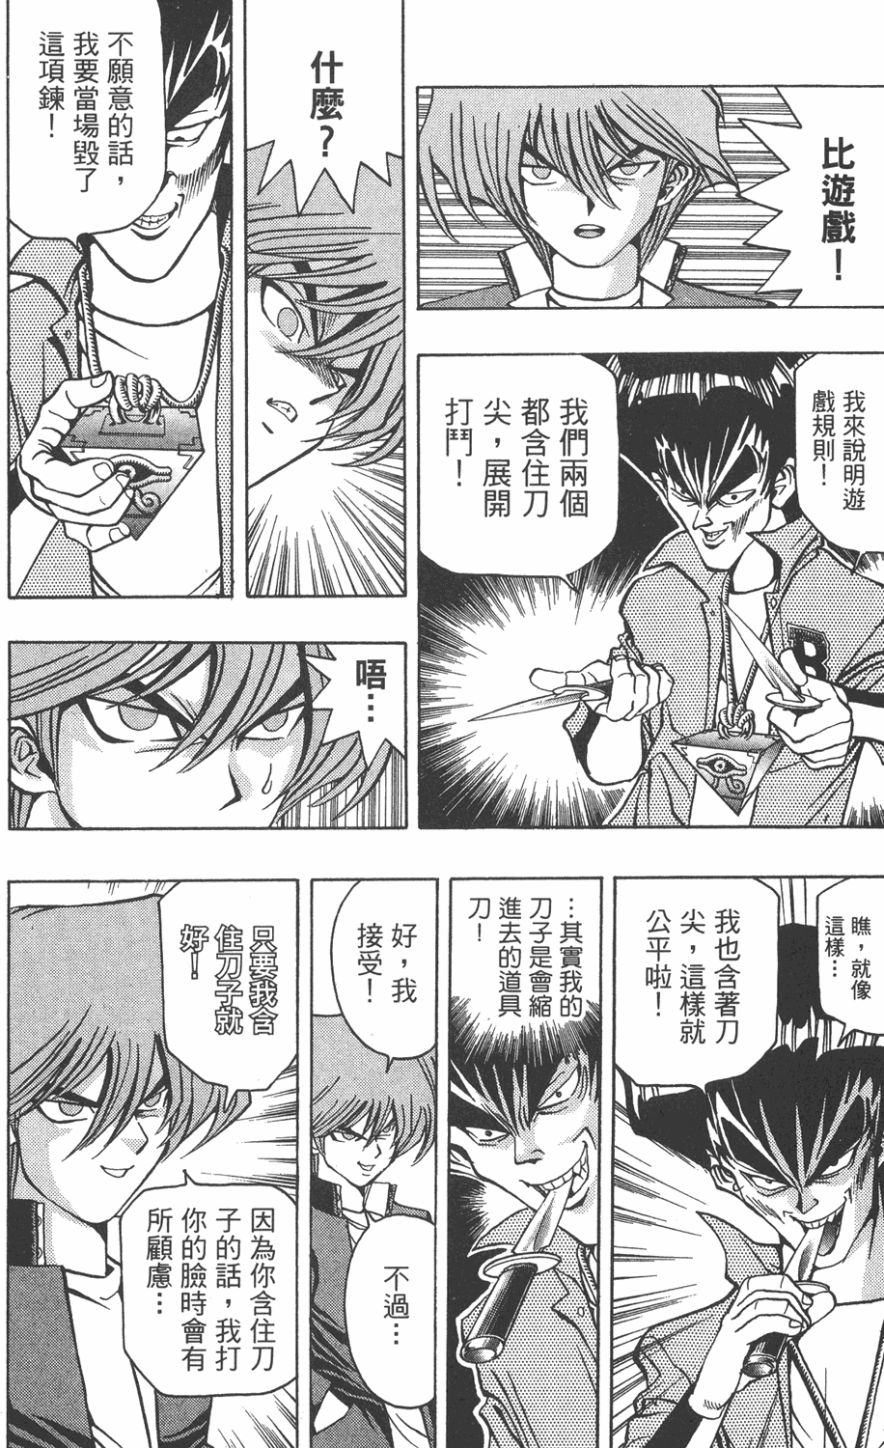 比遊戲！
我來說明遊
戲規則！
我們兩個
都含住刀
尖，展開
打鬥！
B
什麼？
不願意的話，
我要當場毀了
這項鍊！
唔…
瞧，就像
這樣…
我也含著刀
尖，這樣就
公平啦！
…其實我的
刀子是會縮
進去的道具
刀！
好，我
接受！
不過…
只要我含
住刀子就
好！
因為你含住刀
子的話，我打
你的臉時會有
所顧慮…